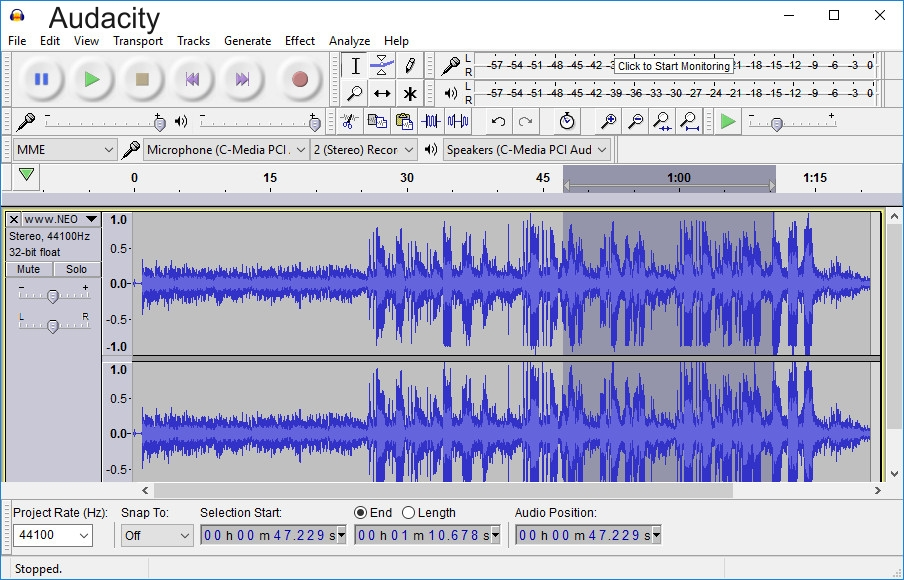 Audacity
File Edit View Transport Tracks Generate Effect Analyze Help
L -57 -54 -51 -48 -45 -42 -39 -3 Click to Start Monitoring 21 -18 -15 -12 -9 -6 -3 0
R
L -57 -54 -51 -48 -45 -42 -39 -36 -33 -30 -27 -24 -21 -18 -15 -12 -9 -6 -3 0
R
- + - + - +
MME Microphone (C-Media PCI . 2 (Stereo) Recor Speakers (C-Media PCI Aud
0 15 30 45 1:00 1:15
www.NEO
Stereo, 44100Hz
32-bit float
Mute Solo
- +
L R
1.0
0.5-
0.0-
-0.5-
-1.0
1.0
0.5-
0.0-
-0.5-
Project Rate (Hz): Snap To: Selection Start: End Length Audio Position:
44100 Off 00 h 00 m 47.229 s 00 h 01 m 10.678 s 00 h 00 m 47.229 s
Stopped.